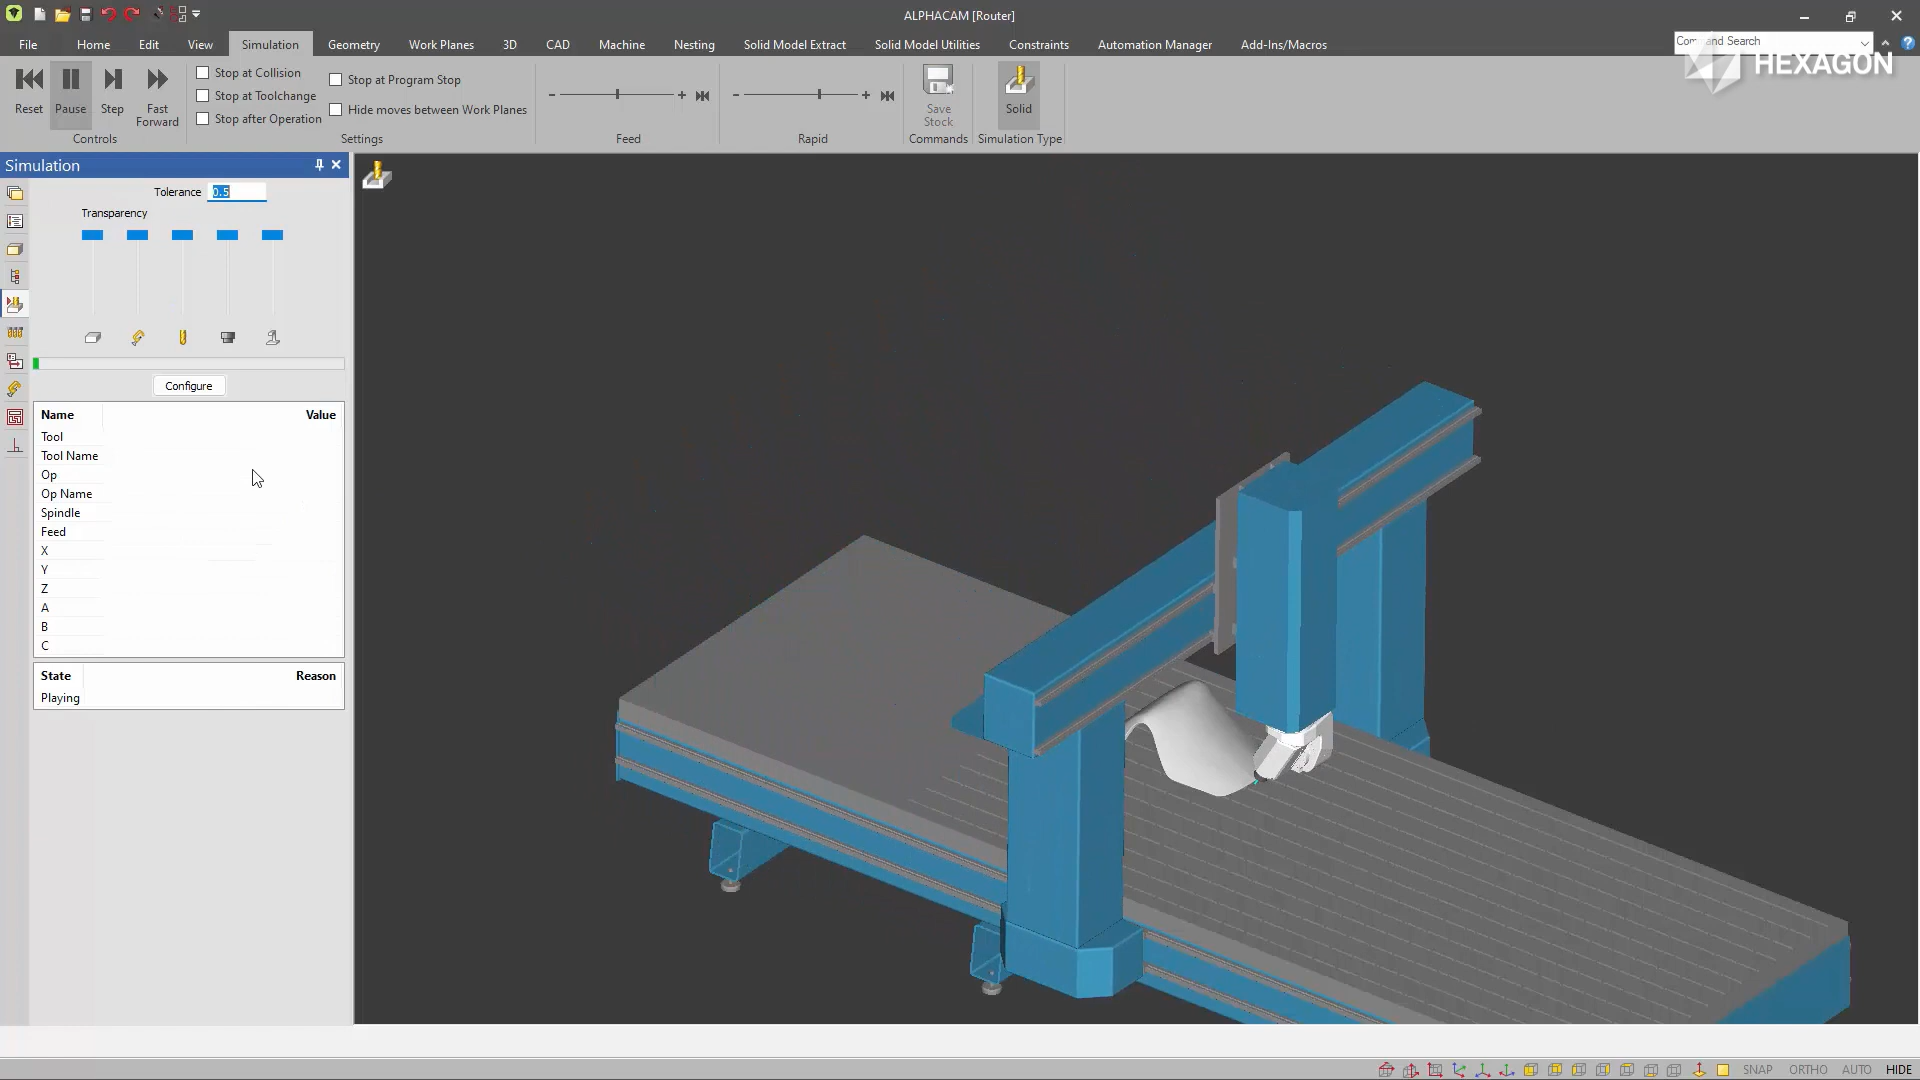 ALPHACAM [Router]
File Home Edit View Simulation Geometry Work Planes 3D CAD Machine Nesting Solid Model Extract Solid Model Utilities Constraints Automation Manager Add-Ins/Macros
Command Search
HEXAGON
Reset Pause Step Fast Forward
Controls
Stop at Collision
Stop at Toolchange
Stop after Operation
Stop at Program Stop
Hide moves between Work Planes
Settings
Feed
Rapid
Save Stock
Commands
Solid
Simulation Type
Simulation
Tolerance 0.5
Transparency
Configure
Name Value
Tool
Tool Name
Op
Op Name
Spindle
Feed
X
Y
Z
A
B
C
State Reason
Playing
SNAP ORTHO AUTO HIDE